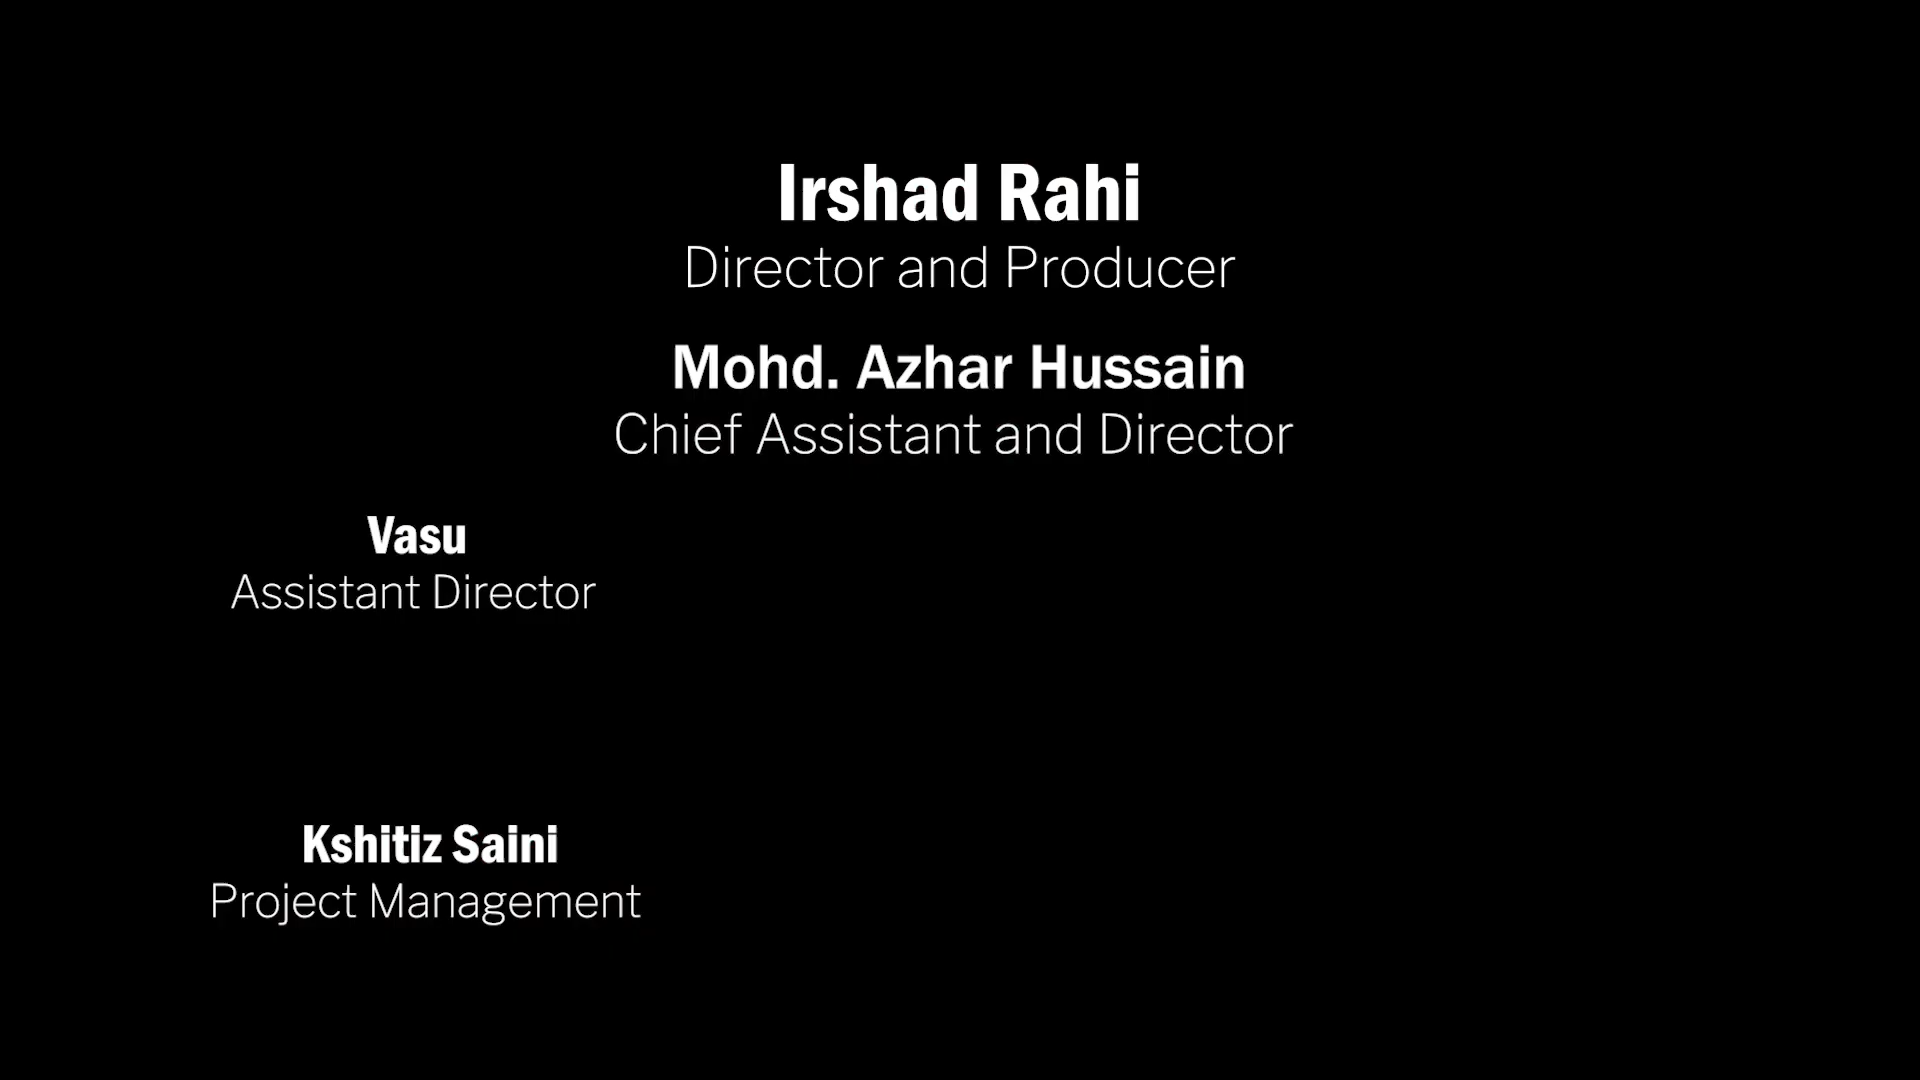 Irshad Rahi
Director and Producer
Mohd. Azhar Hussain
Chief Assistant and Director
Vasu
Assistant Director
Kshitiz Saini
Project Management